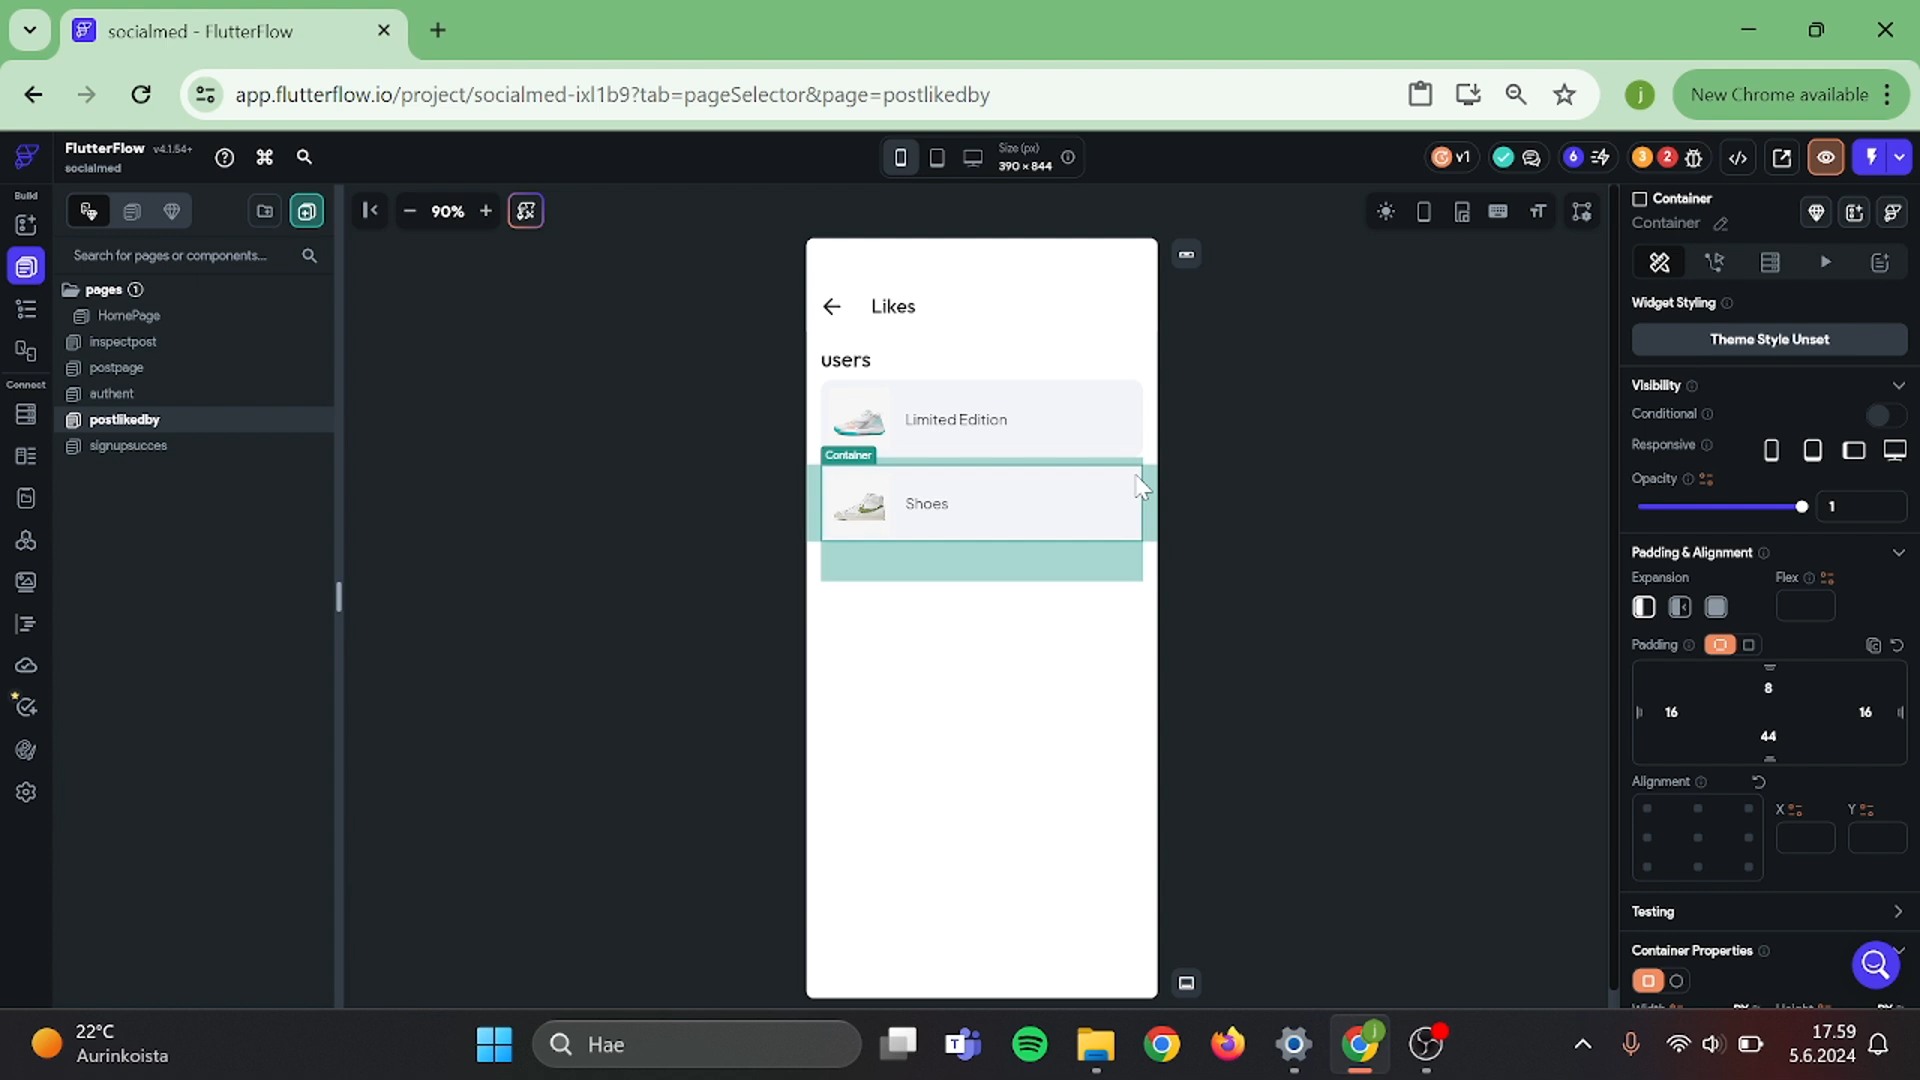 socialmed - FlutterFlow
app.flutterflow.io/project/socialmed-ixl1b9?tab=pageSelector&page=postlikedby
j
New Chrome available
FlutterFlow v4.1.54+
socialmed
Size (px)
390 × 844
v1
6
3
2
Build
90%
Container
Container
Search for pages or components...
pages 1
HomePage
inspectpost
postpage
authent
postlikedby
signupsucces
Connect
Likes
users
Limited Edition
Container
Shoes
Widget Styling
Theme Style Unset
Visibility
Conditional
Responsive
Opacity
1
Padding & Alignment
Expansion
Flex
Padding
8
16
16
44
Alignment
X
Y
Testing
Container Properties
22°C
Aurinkoista
Hae
17.59
5.6.2024